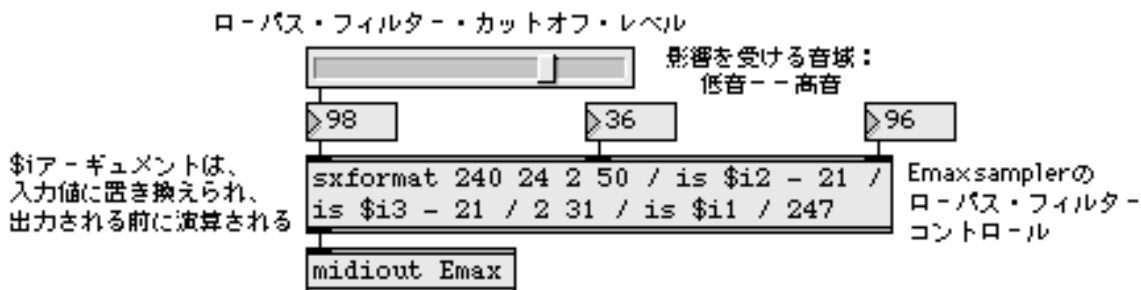 ローパス・フィルター・カットオフ・レベル
影響を受ける音域：
低音ーー高音
98
36
96
$iアーギュメントは、
入力値に置き換えられ、
出力される前に演算される
sxformat 240 24 2 50 / is $i2 - 21 /
is $i3 - 21 / 2 31 / is $i1 / 247
Emax samplerの
ローパス・フィルター
コントロール
midiout Emax